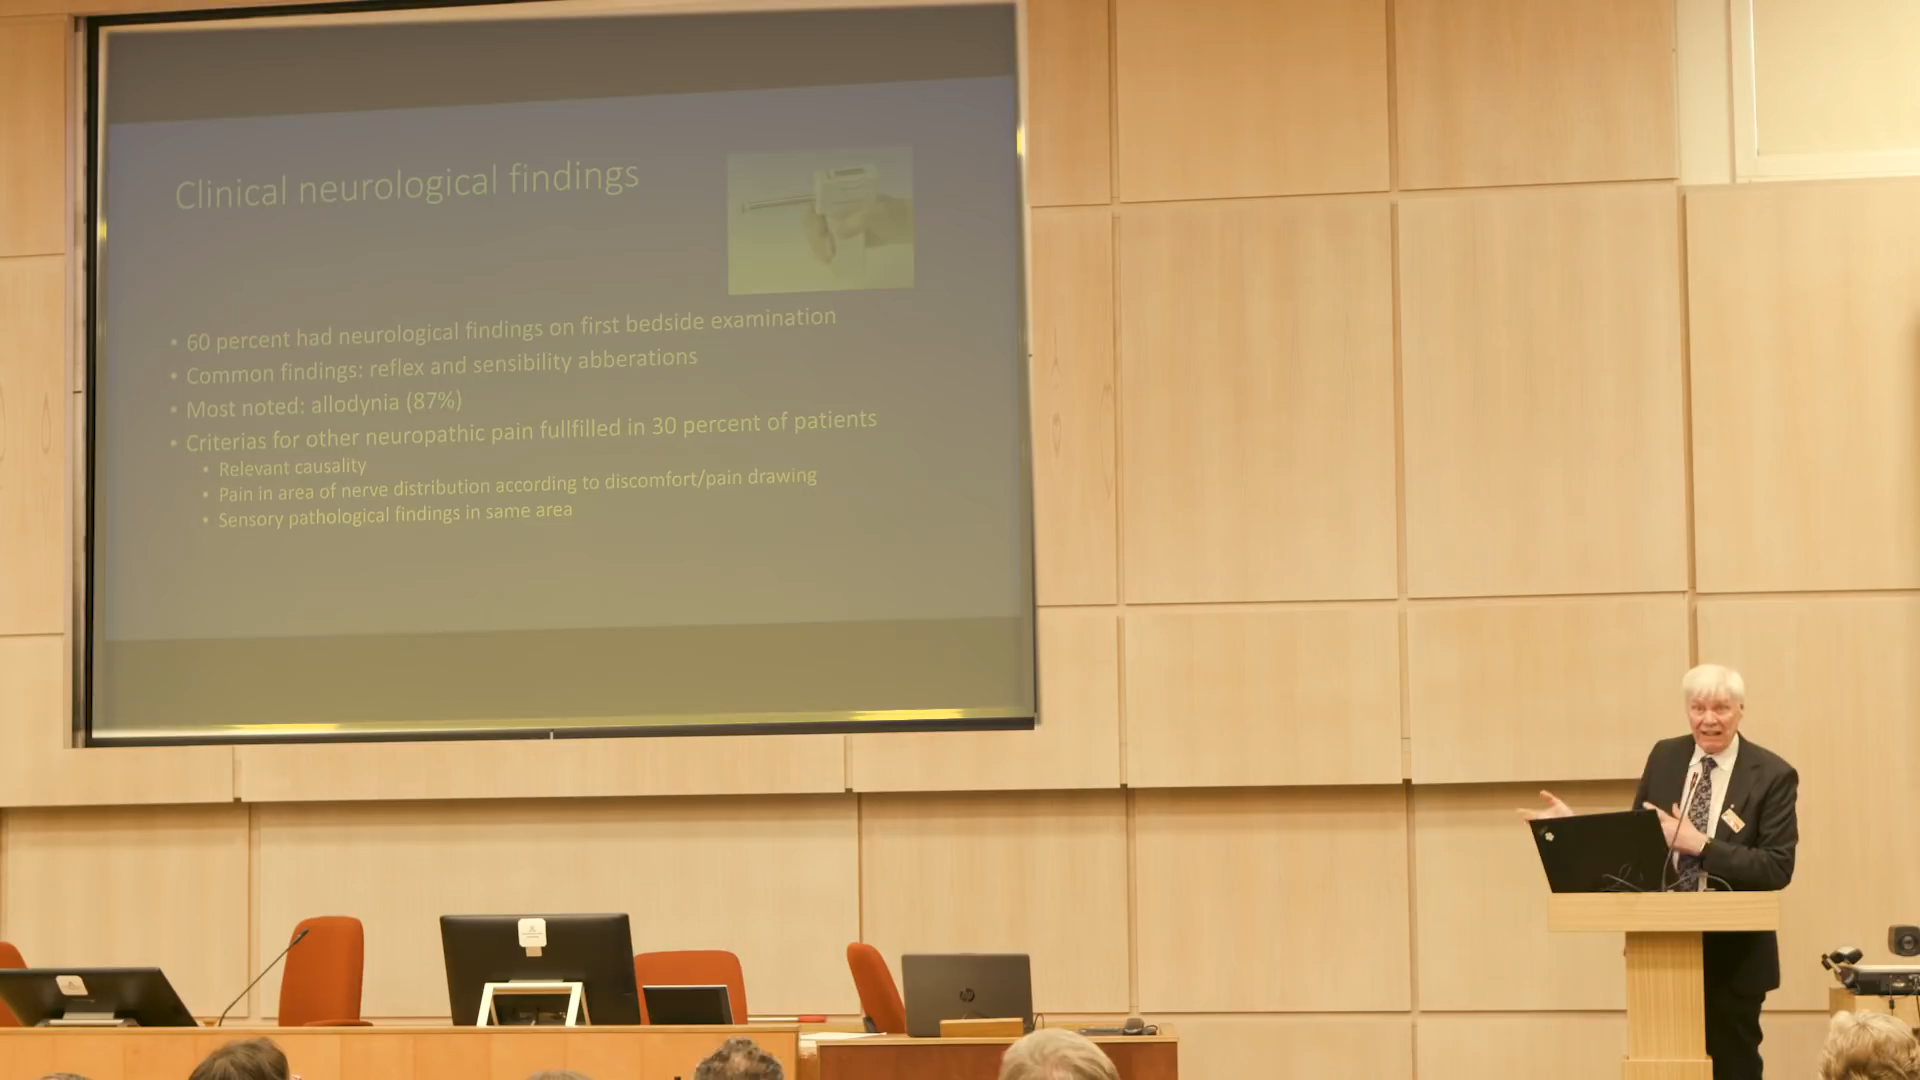 Clinical neurological findings
• 60 percent had neurological findings on first bedside examination
• Common findings: reflex and sensibility abberations
• Most noted: allodynia (87%)
• Criterias for other neuropathic pain fullfilled in 30 percent of patients
• Relevant causality
• Pain in area of nerve distribution according to discomfort/pain drawing
• Sensory pathological findings in same area
hp